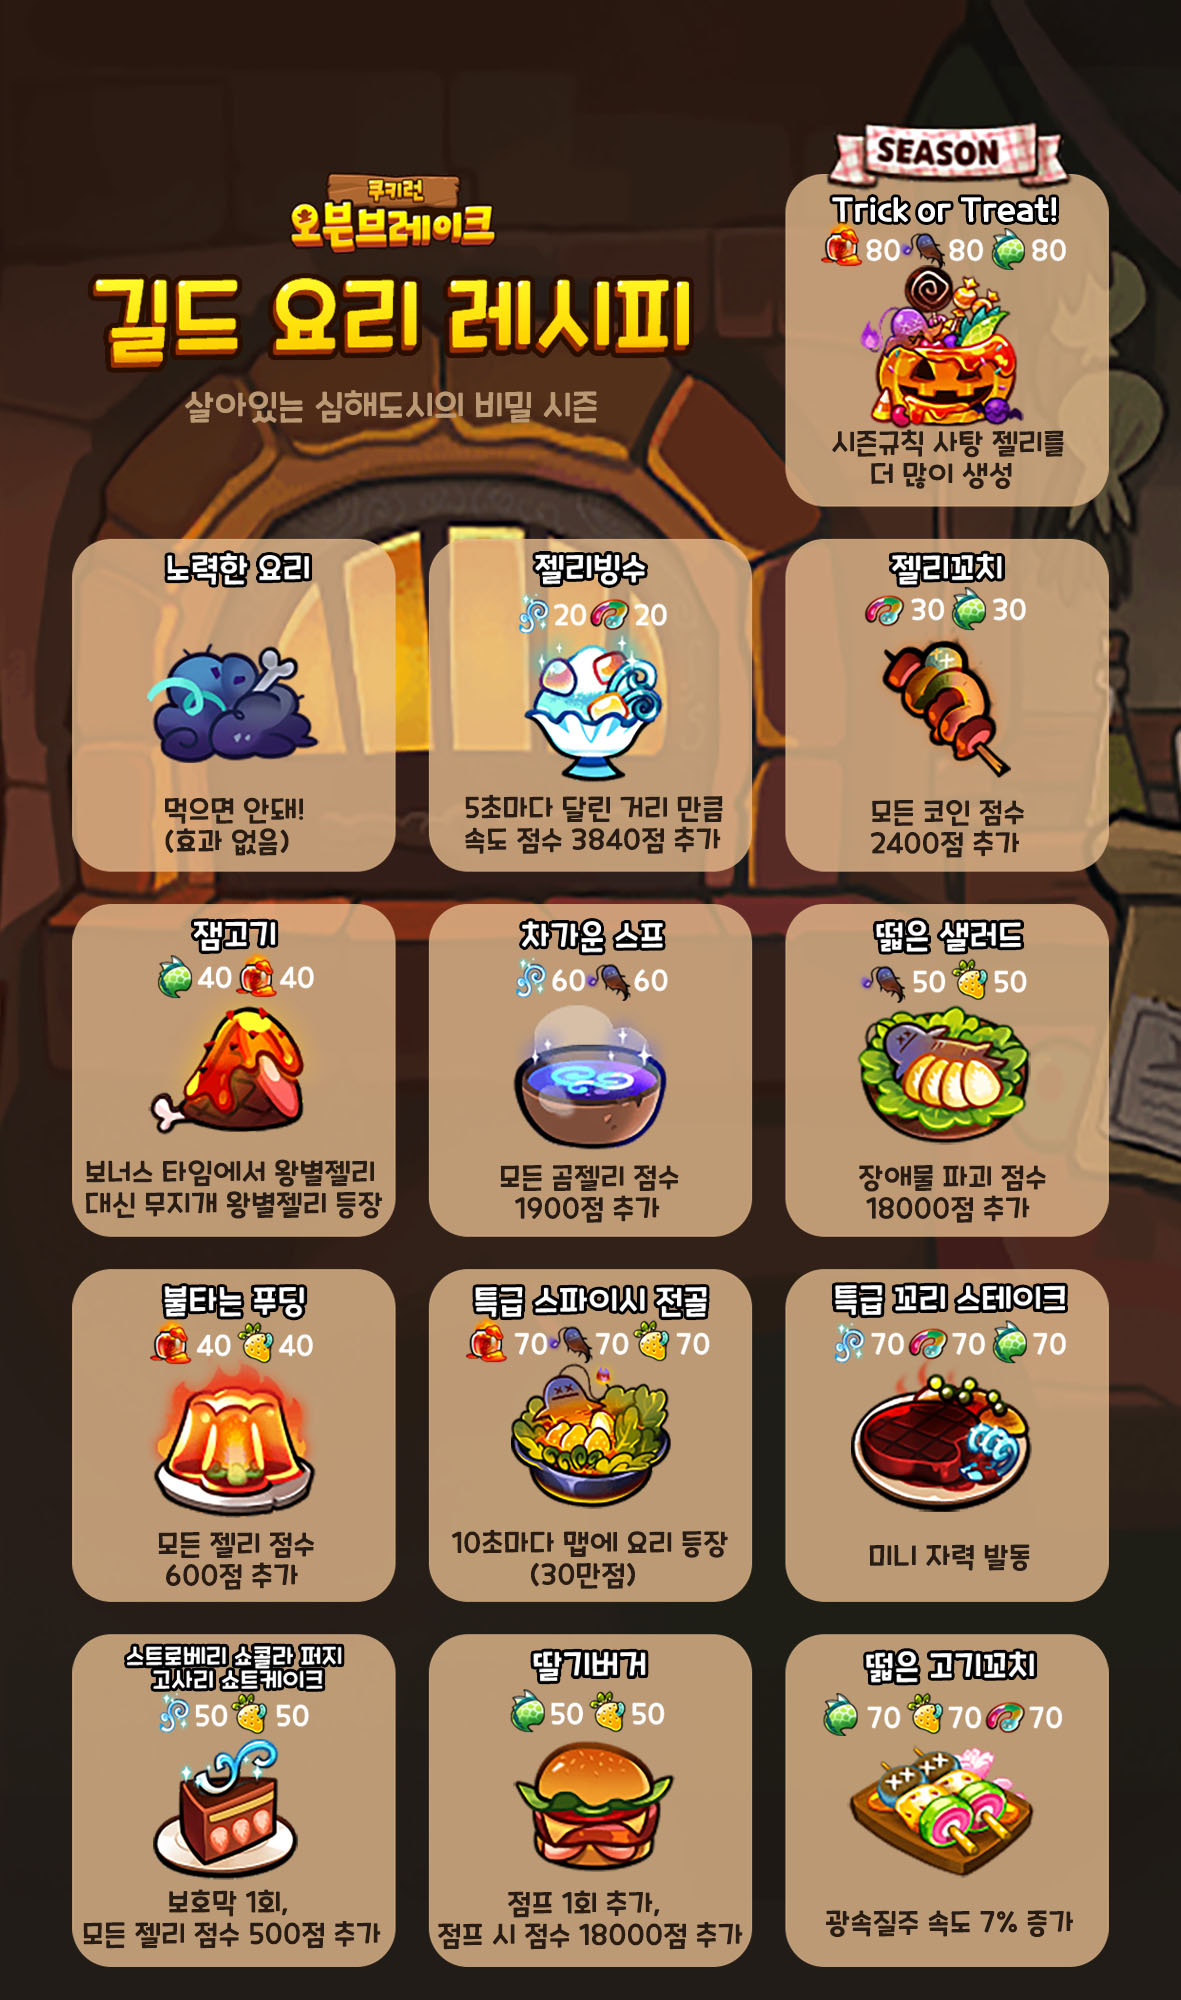 쿠키런
오븐브레이크
길드 요리 레시피
살아있는 심해도시의 비밀 시즌
SEASON
Trick or Treat!
80 80 80
시즌규칙 사탕 젤리를
더 많이 생성
노력한 요리
먹으면 안돼!
(효과 없음)
젤리빙수
20 20
5초마다 달린 거리 만큼
속도 점수 3840점 추가
젤리꼬치
30 30
모든 코인 점수
2400점 추가
잼고기
40 40
보너스 타임에서 왕별젤리
대신 무지개 왕별젤리 등장
차가운 스프
60 60
모든 곰젤리 점수
1900점 추가
떫은 샐러드
50 50
장애물 파괴 점수
18000점 추가
불타는 푸딩
40 40
모든 젤리 점수
600점 추가
특급 스파이시 전골
70 70 70
10초마다 맵에 요리 등장
(30만점)
특급 꼬리 스테이크
70 70 70
미니 자력 발동
스트로베리 쇼콜라 퍼지
고사리 쇼트케이크
50 50
보호막 1회,
모든 젤리 점수 500점 추가
딸기버거
50 50
점프 1회 추가,
점프 시 점수 18000점 추가
떫은 고기꼬치
70 70 70
광속질주 속도 7% 증가